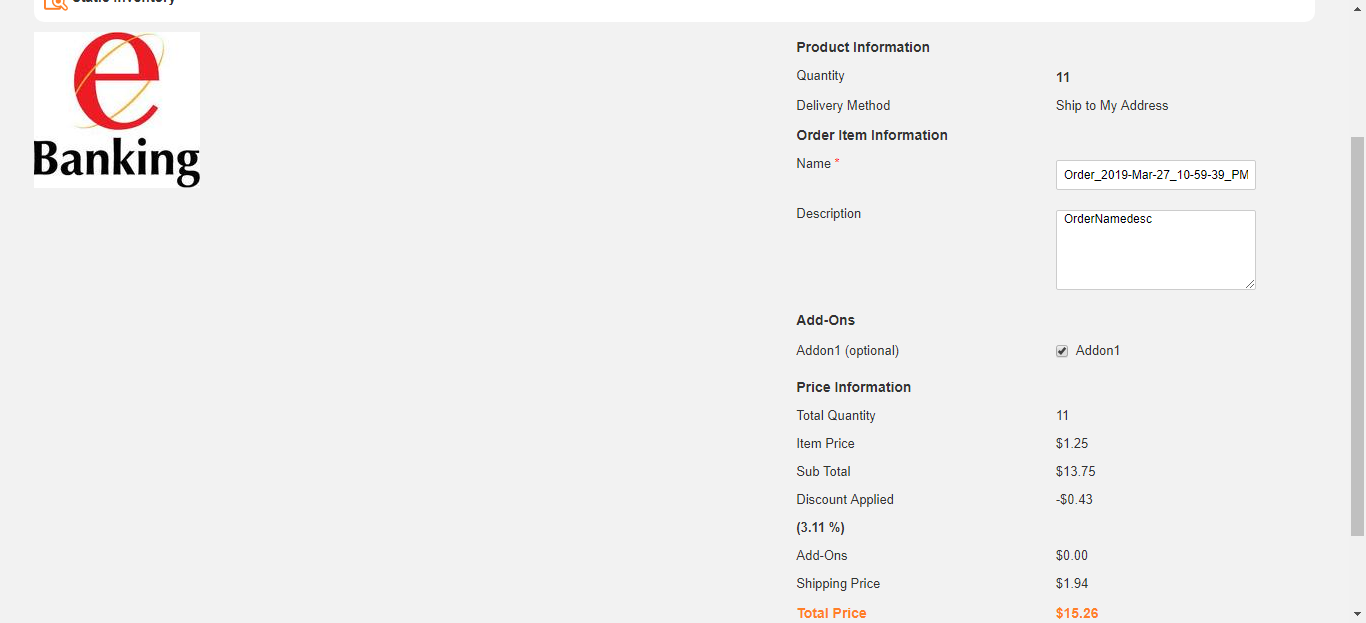 Static Inventory
e
Banking
Product Information
Quantity 11
Delivery Method Ship to My Address
Order Item Information
Name * Order_2019-Mar-27_10-59-39_PM
Description OrderNamedesc
Add-Ons
Addon1 (optional) Addon1
Price Information
Total Quantity 11
Item Price $1.25
Sub Total $13.75
Discount Applied -$0.43
(3.11 %)
Add-Ons $0.00
Shipping Price $1.94
Total Price $15.26